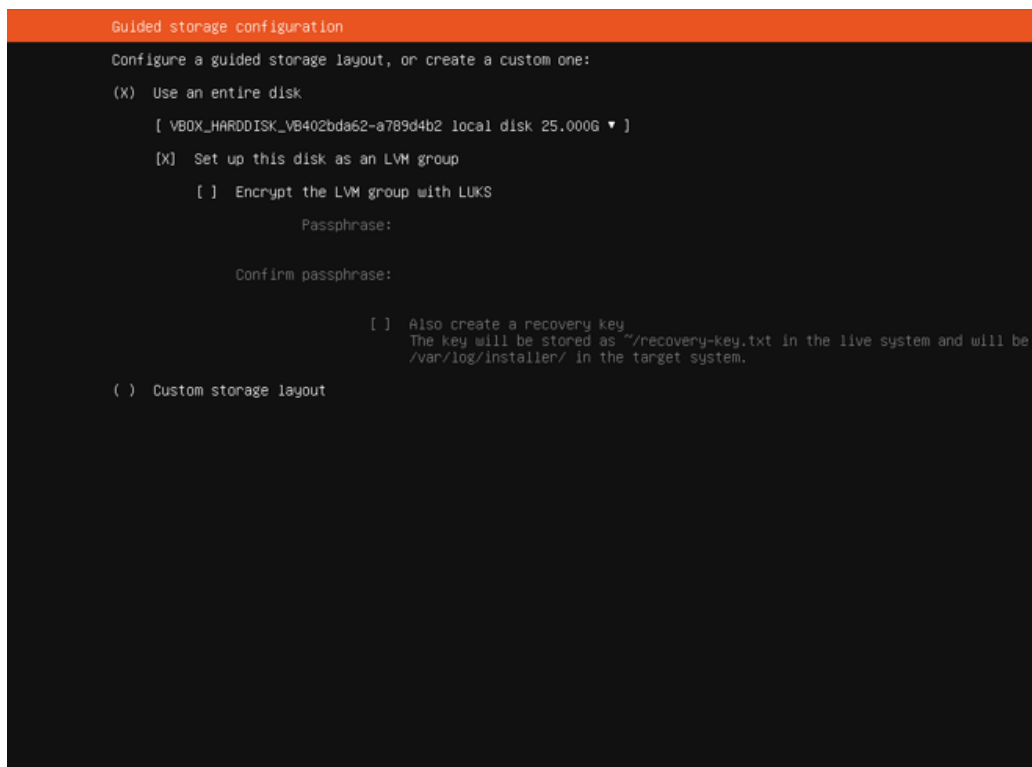 Guided storage configuration
Configure a guided storage layout, or create a custom one:
(X) Use an entire disk
[ VBOX_HARDDISK_VB402bda62-a789d4b2 local disk 25.000G ▾ ]
[X] Set up this disk as an LVM group
[ ] Encrypt the LVM group with LUKS
Passphrase:
Confirm passphrase:
[ ] Also create a recovery key
The key will be stored as ~/recovery-key.txt in the live system and will be
/var/log/installer/ in the target system.
( ) Custom storage layout